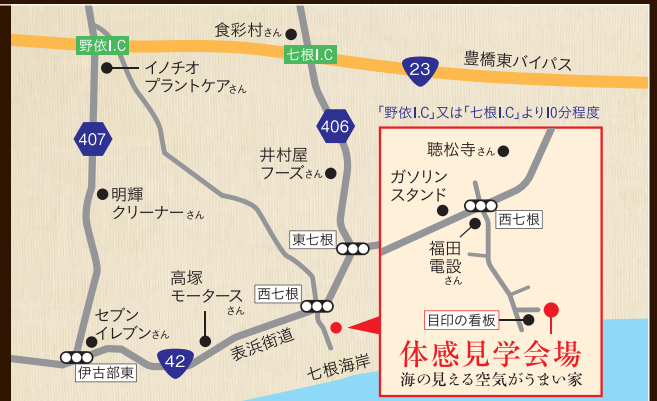 食彩村さん
野依I.C
七根I.C
イノチオ
プラントケアさん
23
豊橋東バイパス
「野依I.C」又は「七根I.C」より10分程度
407
406
井村屋
フーズさん
明輝
クリーナーさん
東七根
高塚
モータース
さん
西七根
セブン
イレブンさん
伊古部東
42
表浜街道
七根海岸
聴松寺さん
ガソリン
スタンド
西七根
福田
電設
さん
目印の看板
体感見学会場
海の見える空気がうまい家